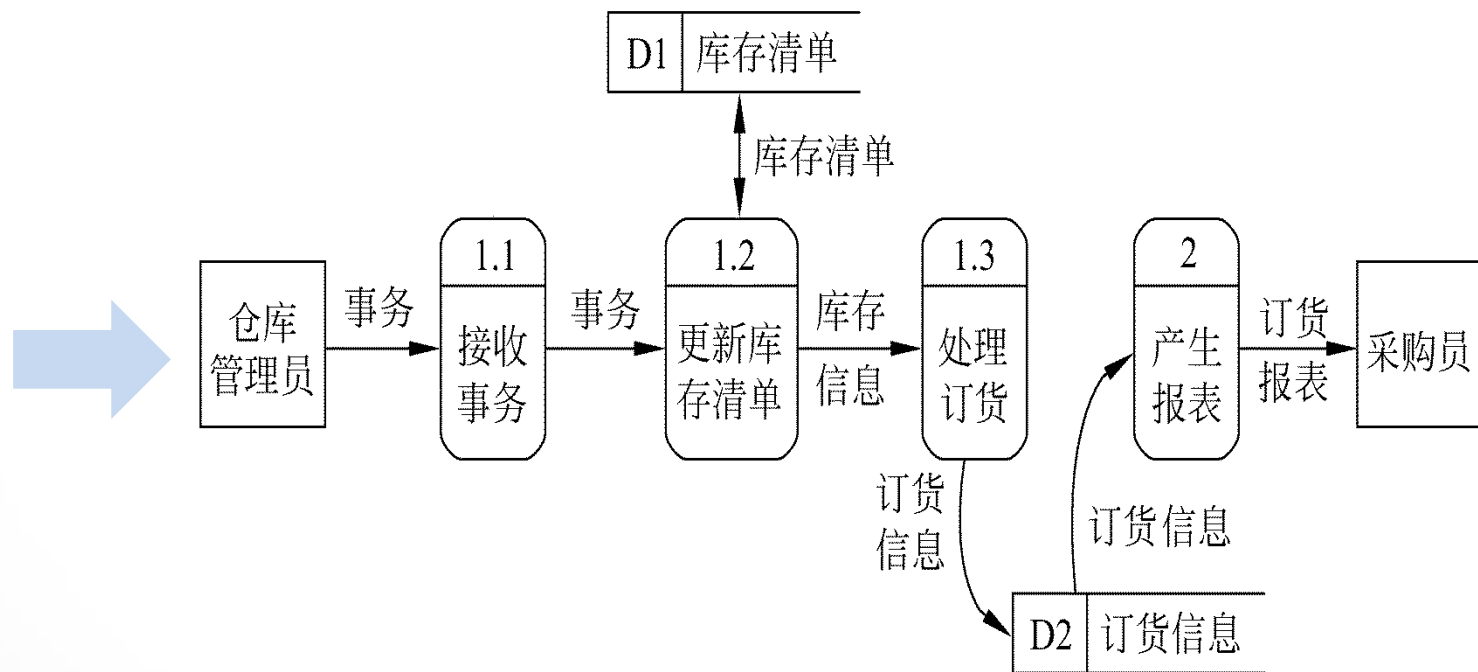 D1 库存清单
库存清单
仓库
管理员
事务
1.1
接收
事务
事务
1.2
更新库
存清单
库存
信息
1.3
处理
订货
订货
信息
D2 订货信息
订货信息
2
产生
报表
订货
报表
采购员